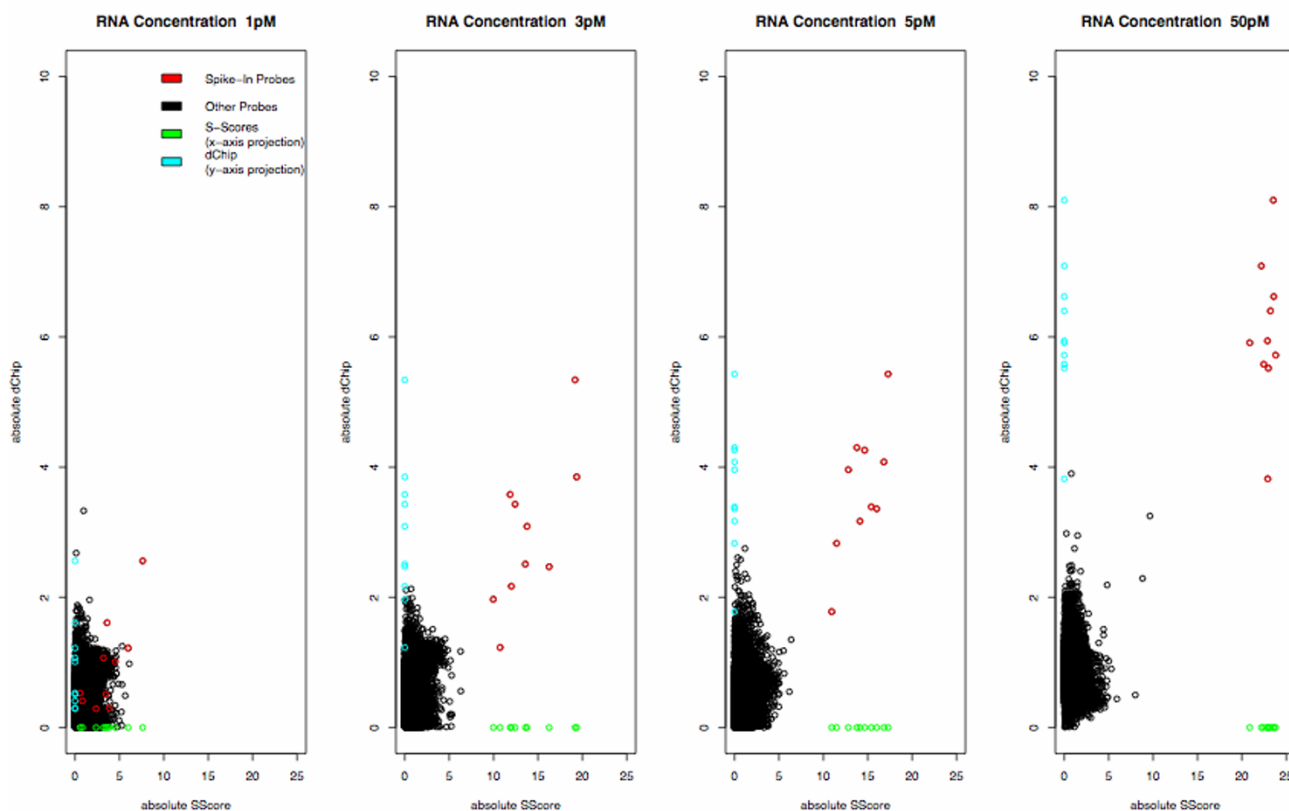 RNA Concentration  1pM
RNA Concentration  3pM
RNA Concentration  5pM
RNA Concentration  50pM
Spike-In Probes
Other Probes
S-Scores
(x-axis projection)
dChip
(y-axis projection)
absolute dChip
0 2 4 6 8 10
0 5 10 15 20 25
absolute SScore
absolute dChip
0 2 4 6 8 10
0 5 10 15 20 25
absolute SScore
absolute dChip
0 2 4 6 8 10
0 5 10 15 20 25
absolute SScore
absolute dChip
0 2 4 6 8 10
0 5 10 15 20 25
absolute SScore